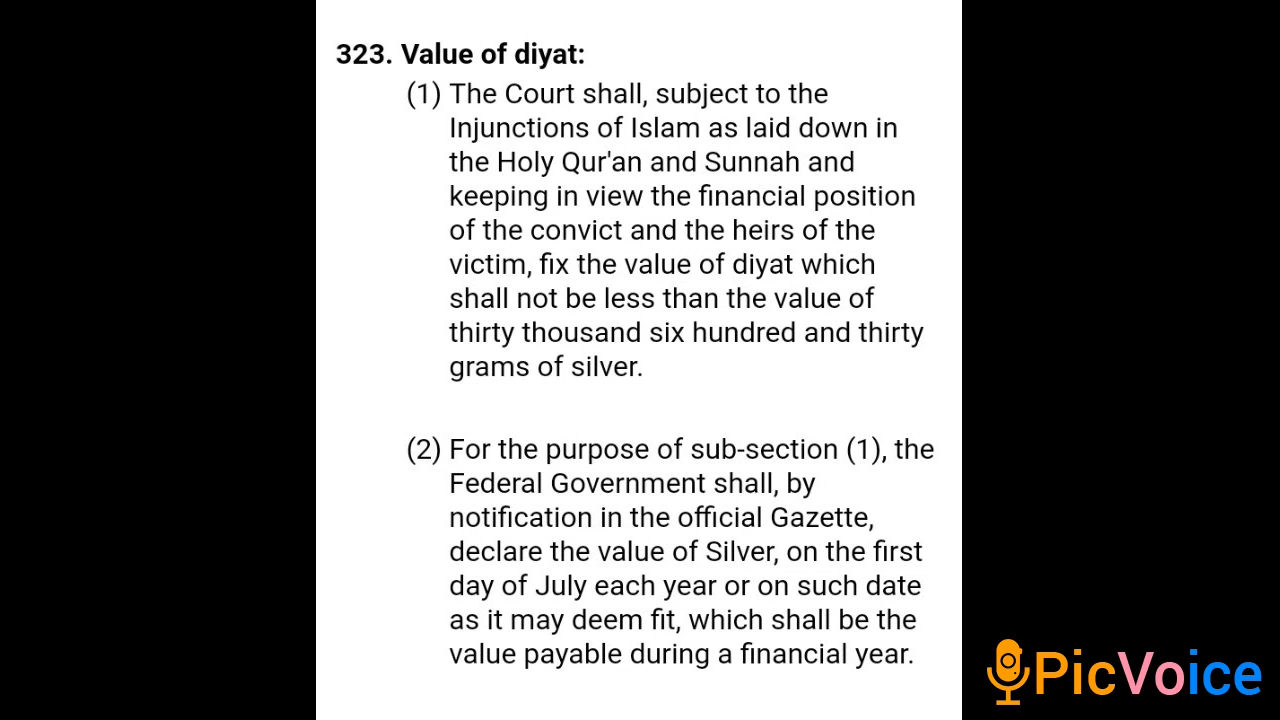 323. Value of diyat:
(1) The Court shall, subject to the
Injunctions of Islam as laid down in
the Holy Qur'an and Sunnah and
keeping in view the financial position
of the convict and the heirs of the
victim, fix the value of diyat which
shall not be less than the value of
thirty thousand six hundred and thirty
grams of silver.
(2) For the purpose of sub-section (1), the
Federal Government shall, by
notification in the official Gazette,
declare the value of Silver, on the first
day of July each year or on such date
as it may deem fit, which shall be the
value payable during a financial year.
PicVoice